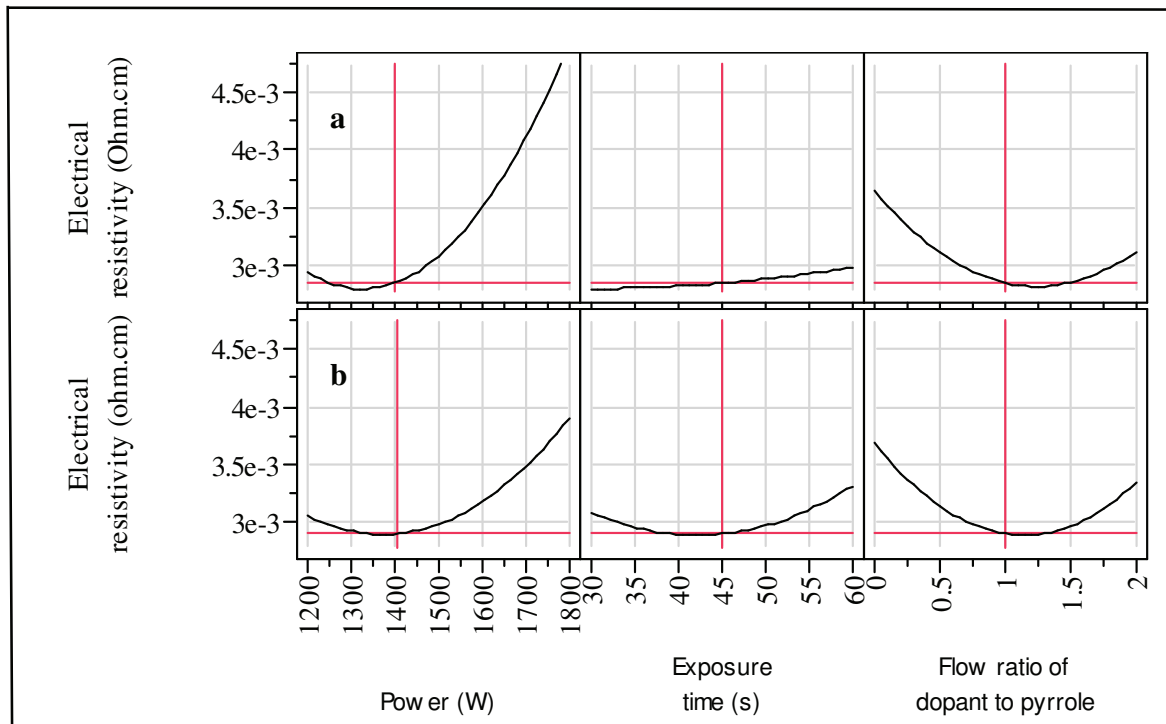 Electrical
resistivity (Ohm.cm)
4.5e-3
4e-3
3.5e-3
3e-3
a
Electrical
resistivity (ohm.cm)
4.5e-3
4e-3
3.5e-3
3e-3
b
1200 1300 1400 1500 1600 1700 1800
30 35 40 45 50 55 60
0 0.5 1 1.5 2
Power (W)
Exposure
time (s)
Flow ratio of
dopant to pyrrole